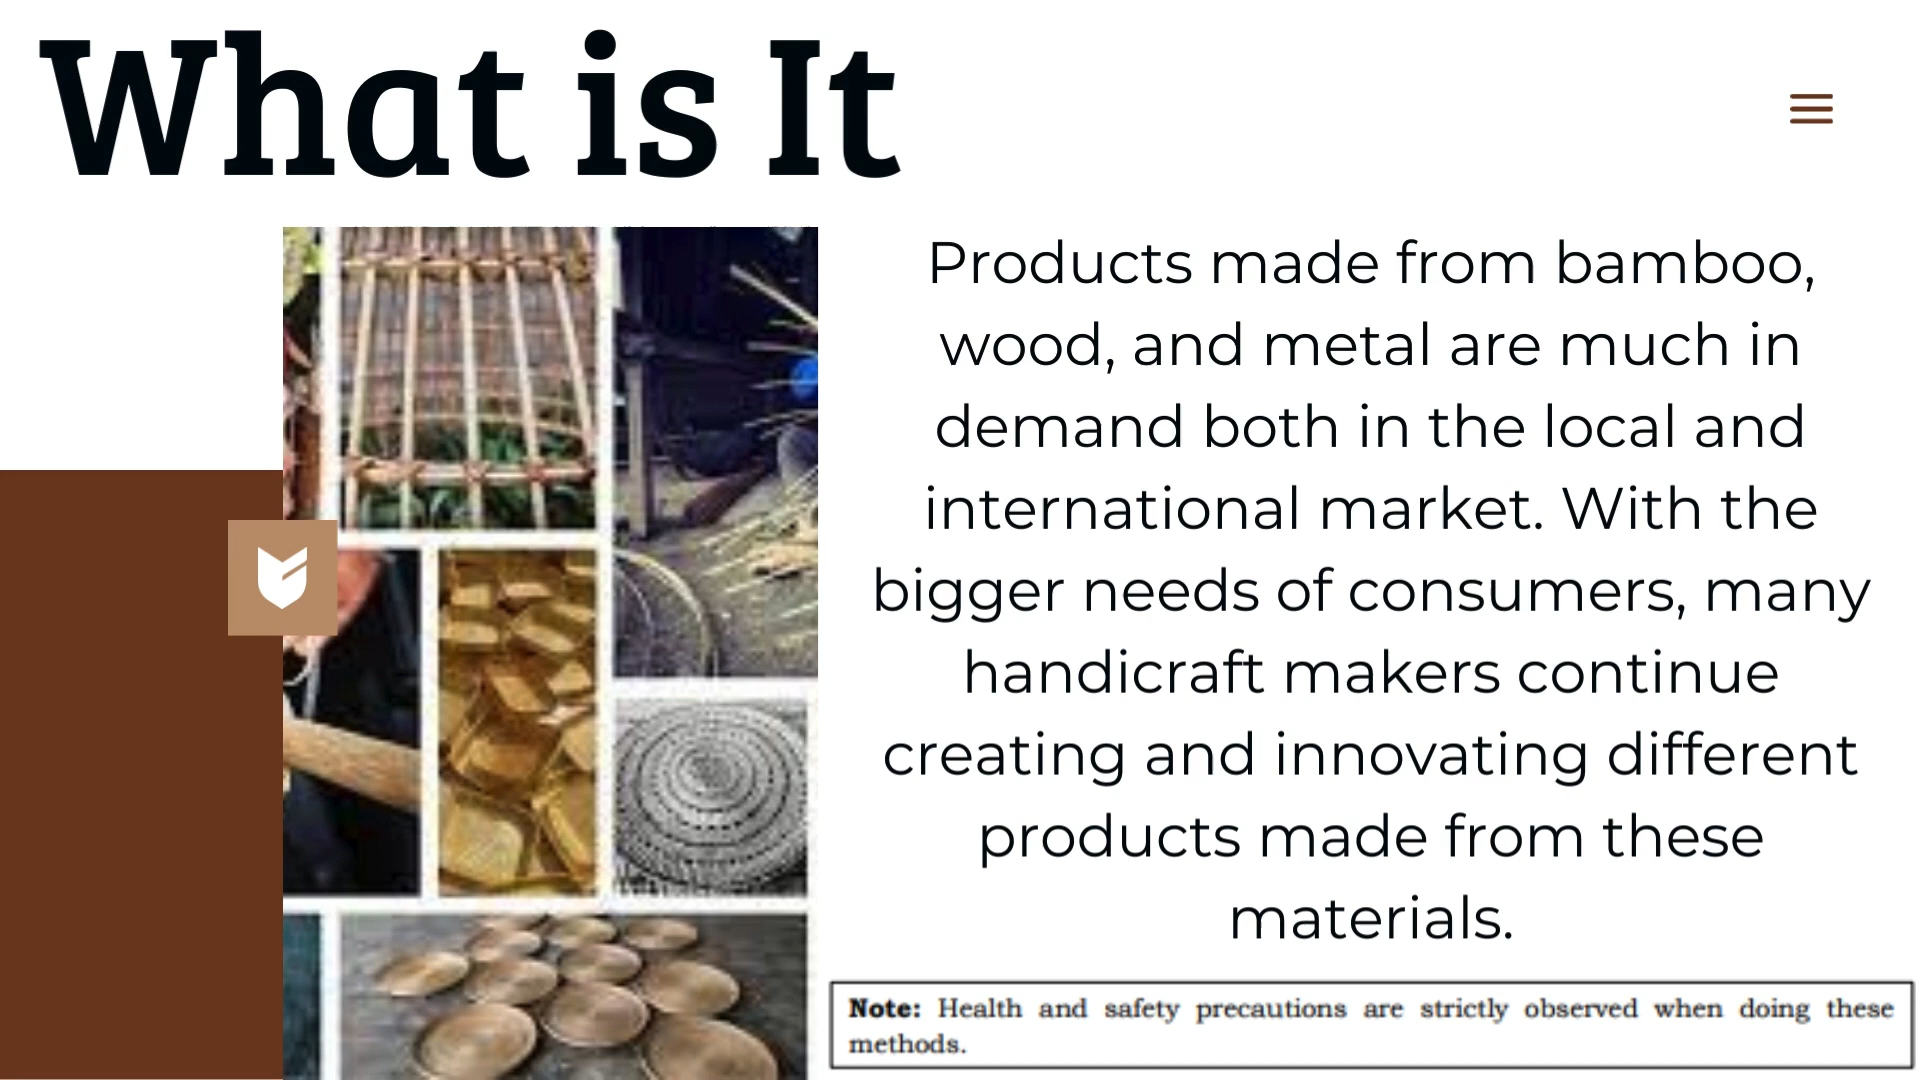 What is It
Products made from bamboo,
wood, and metal are much in
demand both in the local and
international market. With the
bigger needs of consumers, many
handicraft makers continue
creating and innovating different
products made from these
materials.
Note: Health and safety precautions are strictly observed when doing these
methods.